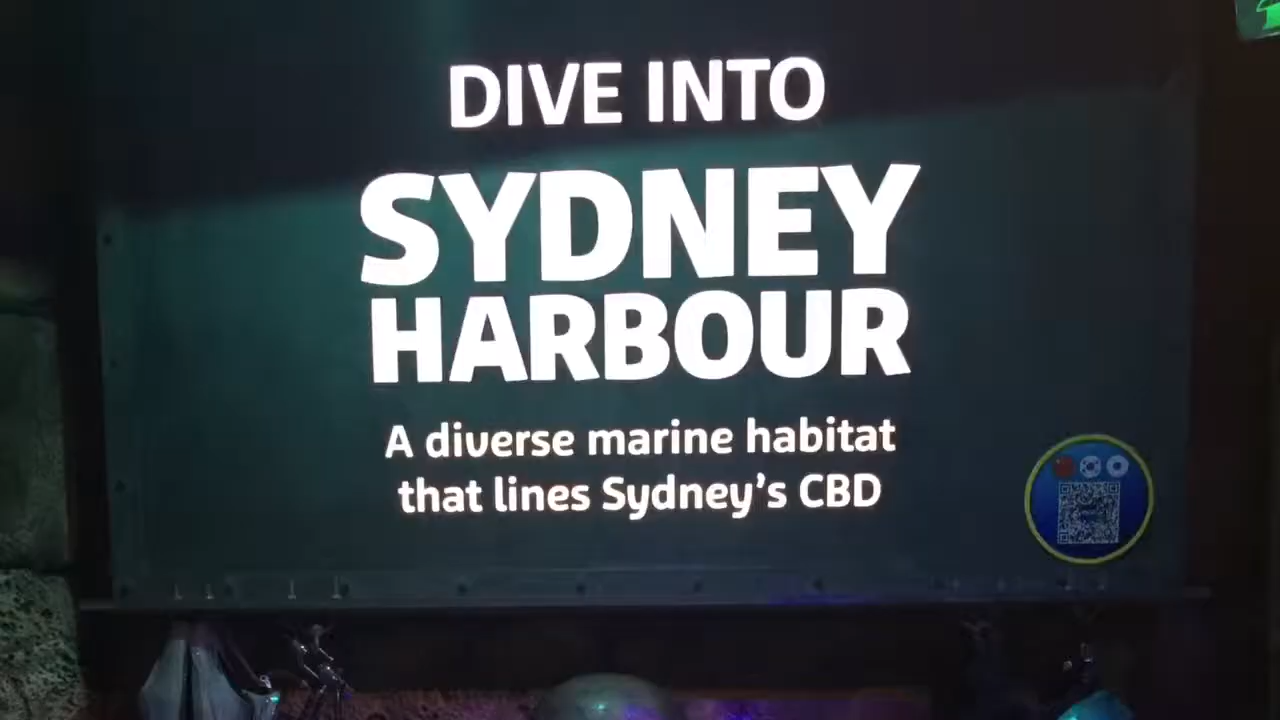 DIVE INTO
SYDNEY
HARBOUR
A diverse marine habitat
that lines Sydney's CBD